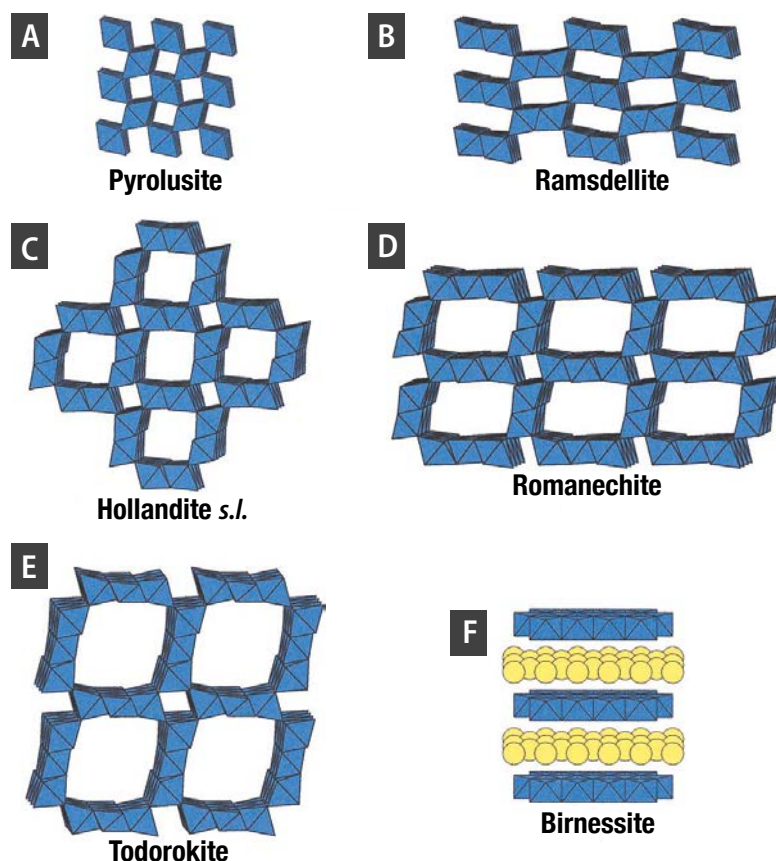 A
Pyrolusite
B
Ramsdellite
C
Hollandite s.l.
D
Romanechite
E
Todorokite
F
Birnessite